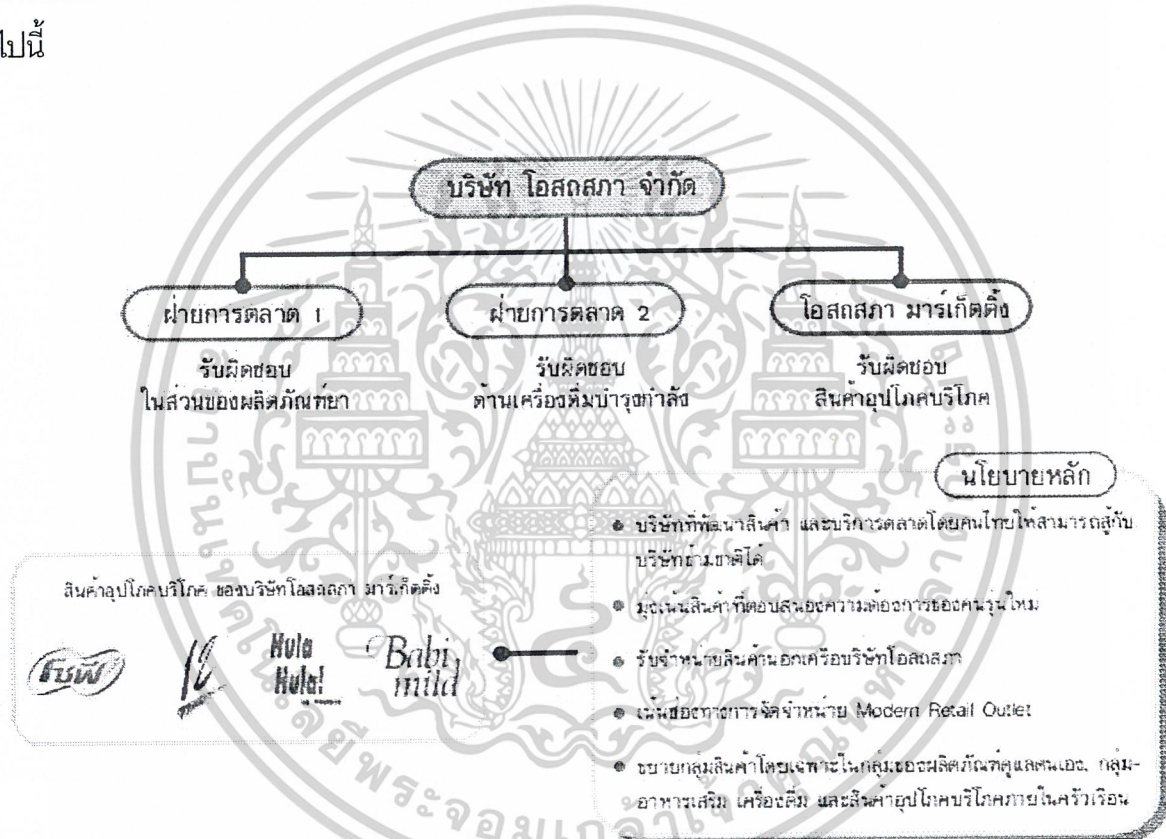 ไปนี้
บริษัท โอสถสภา จำกัด
ฝ่ายการตลาด 1
ฝ่ายการตลาด 2
โอสถสภา มาร์เก็ตติ้ง
รับผิดชอบ
ในส่วนของผลิตภัณฑ์ยา
รับผิดชอบ
ด้านเครื่องดื่มบำรุงกำลัง
รับผิดชอบ
สินค้าอุปโภคบริโภค
นโยบายหลัก
บริษัทที่พัฒนาสินค้า และบริการตลาดโดยคนไทยให้สามารถสู้กับ
บริษัทข้ามชาติได้
มุ่งเน้นสินค้าที่ตอบสนองความต้องการของคนรุ่นใหม่
รับจำหน่ายสินค้านอกเครือบริษัทโอสถสภา
เน้นช่องทางการจัดจำหน่าย Modern Retail Outlet
ขยายกลุ่มสินค้าโดยเฉพาะในกลุ่มของผลิตภัณฑ์ดูแลตนเอง, กลุ่ม-
อาหารเสริม เครื่องดื่ม และสินค้าอุปโภคบริโภคภายในครัวเรือน
สินค้าอุปโภคบริโภค ของบริษัทโอสถสภา มาร์เก็ตติ้ง
โชฟี
12
Hula
Hula!
Babi
mild